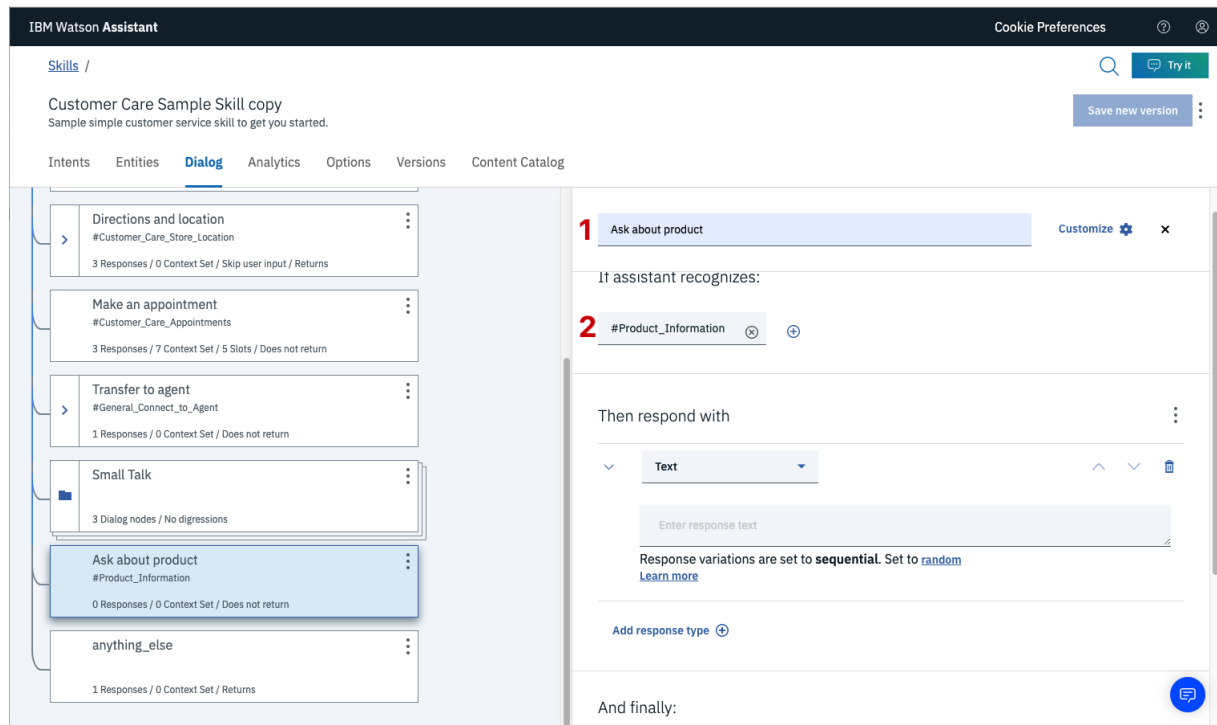 IBM Watson Assistant
Cookie Preferences
Skills /
Try it
Customer Care Sample Skill copy
Sample simple customer service skill to get you started.
Save new version
Intents Entities Dialog Analytics Options Versions Content Catalog
Directions and location
#Customer_Care_Store_Location
3 Responses / 0 Context Set / Skip user input / Returns
Make an appointment
#Customer_Care_Appointments
3 Responses / 7 Context Set / 5 Slots / Does not return
Transfer to agent
#General_Connect_to_Agent
1 Responses / 0 Context Set / Does not return
Small Talk
3 Dialog nodes / No digressions
Ask about product
#Product_Information
0 Responses / 0 Context Set / Does not return
anything_else
1 Responses / 0 Context Set / Returns
1 Ask about product
Customize
If assistant recognizes:
2 #Product_Information
Then respond with
Text
Enter response text
Response variations are set to sequential. Set to random
Learn more
Add response type
And finally: